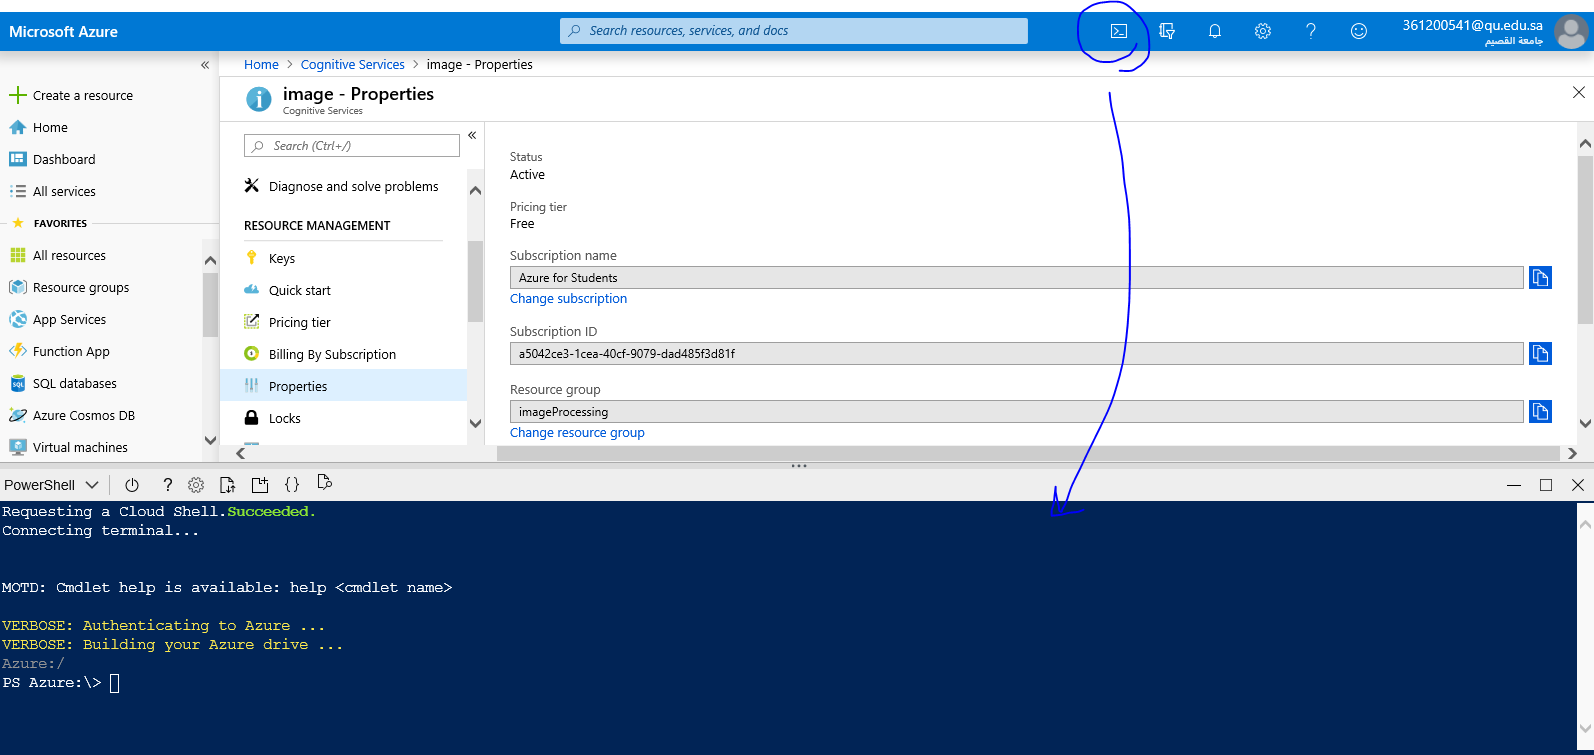 Microsoft Azure
Search resources, services, and docs
361200541@qu.edu.sa
جامعة القصيم
Home > Cognitive Services > image - Properties
image - Properties
Cognitive Services
Create a resource
Home
Dashboard
All services
FAVORITES
All resources
Resource groups
App Services
Function App
SQL databases
Azure Cosmos DB
Virtual machines
Search (Ctrl+/)
Diagnose and solve problems
RESOURCE MANAGEMENT
Keys
Quick start
Pricing tier
Billing By Subscription
Properties
Locks
Status
Active
Pricing tier
Free
Subscription name
Azure for Students
Change subscription
Subscription ID
a5042ce3-1cea-40cf-9079-dad485f3d81f
Resource group
imageProcessing
Change resource group
PowerShell
Requesting a Cloud Shell.Succeeded.
Connecting terminal...
MOTD: Cmdlet help is available: help <cmdlet name>
VERBOSE: Authenticating to Azure ...
VERBOSE: Building your Azure drive ...
Azure:/
PS Azure:\>